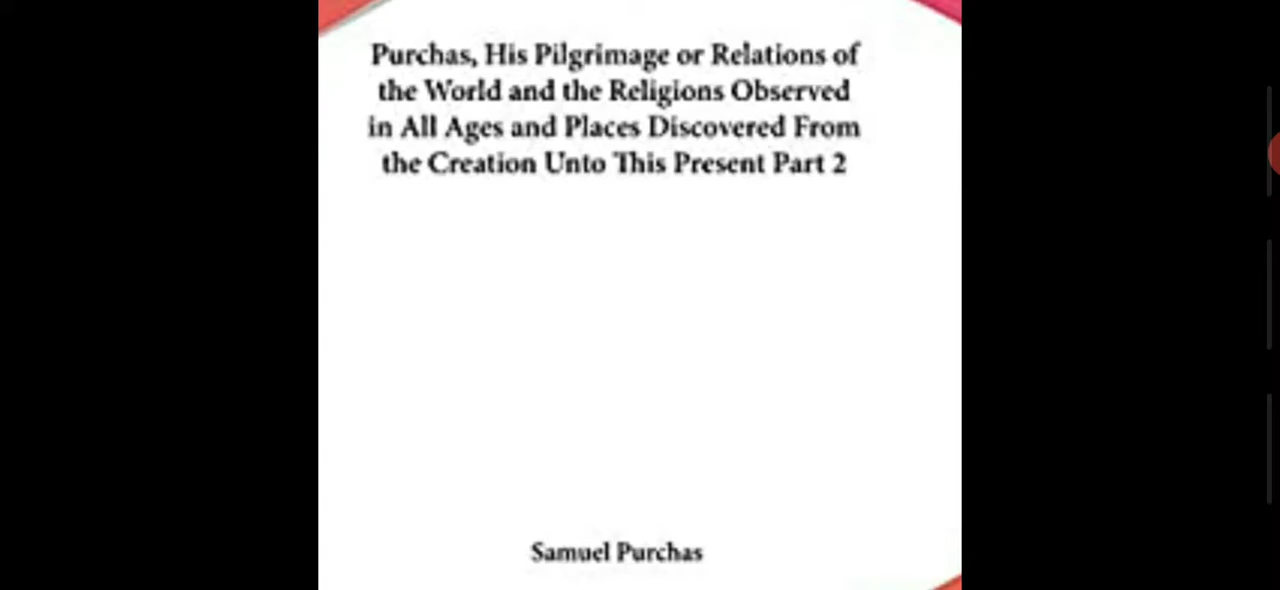 Purchas, His Pilgrimage or Relations of
the World and the Religions Observed
in All Ages and Places Discovered From
the Creation Unto This Present Part 2
Samuel Purchas